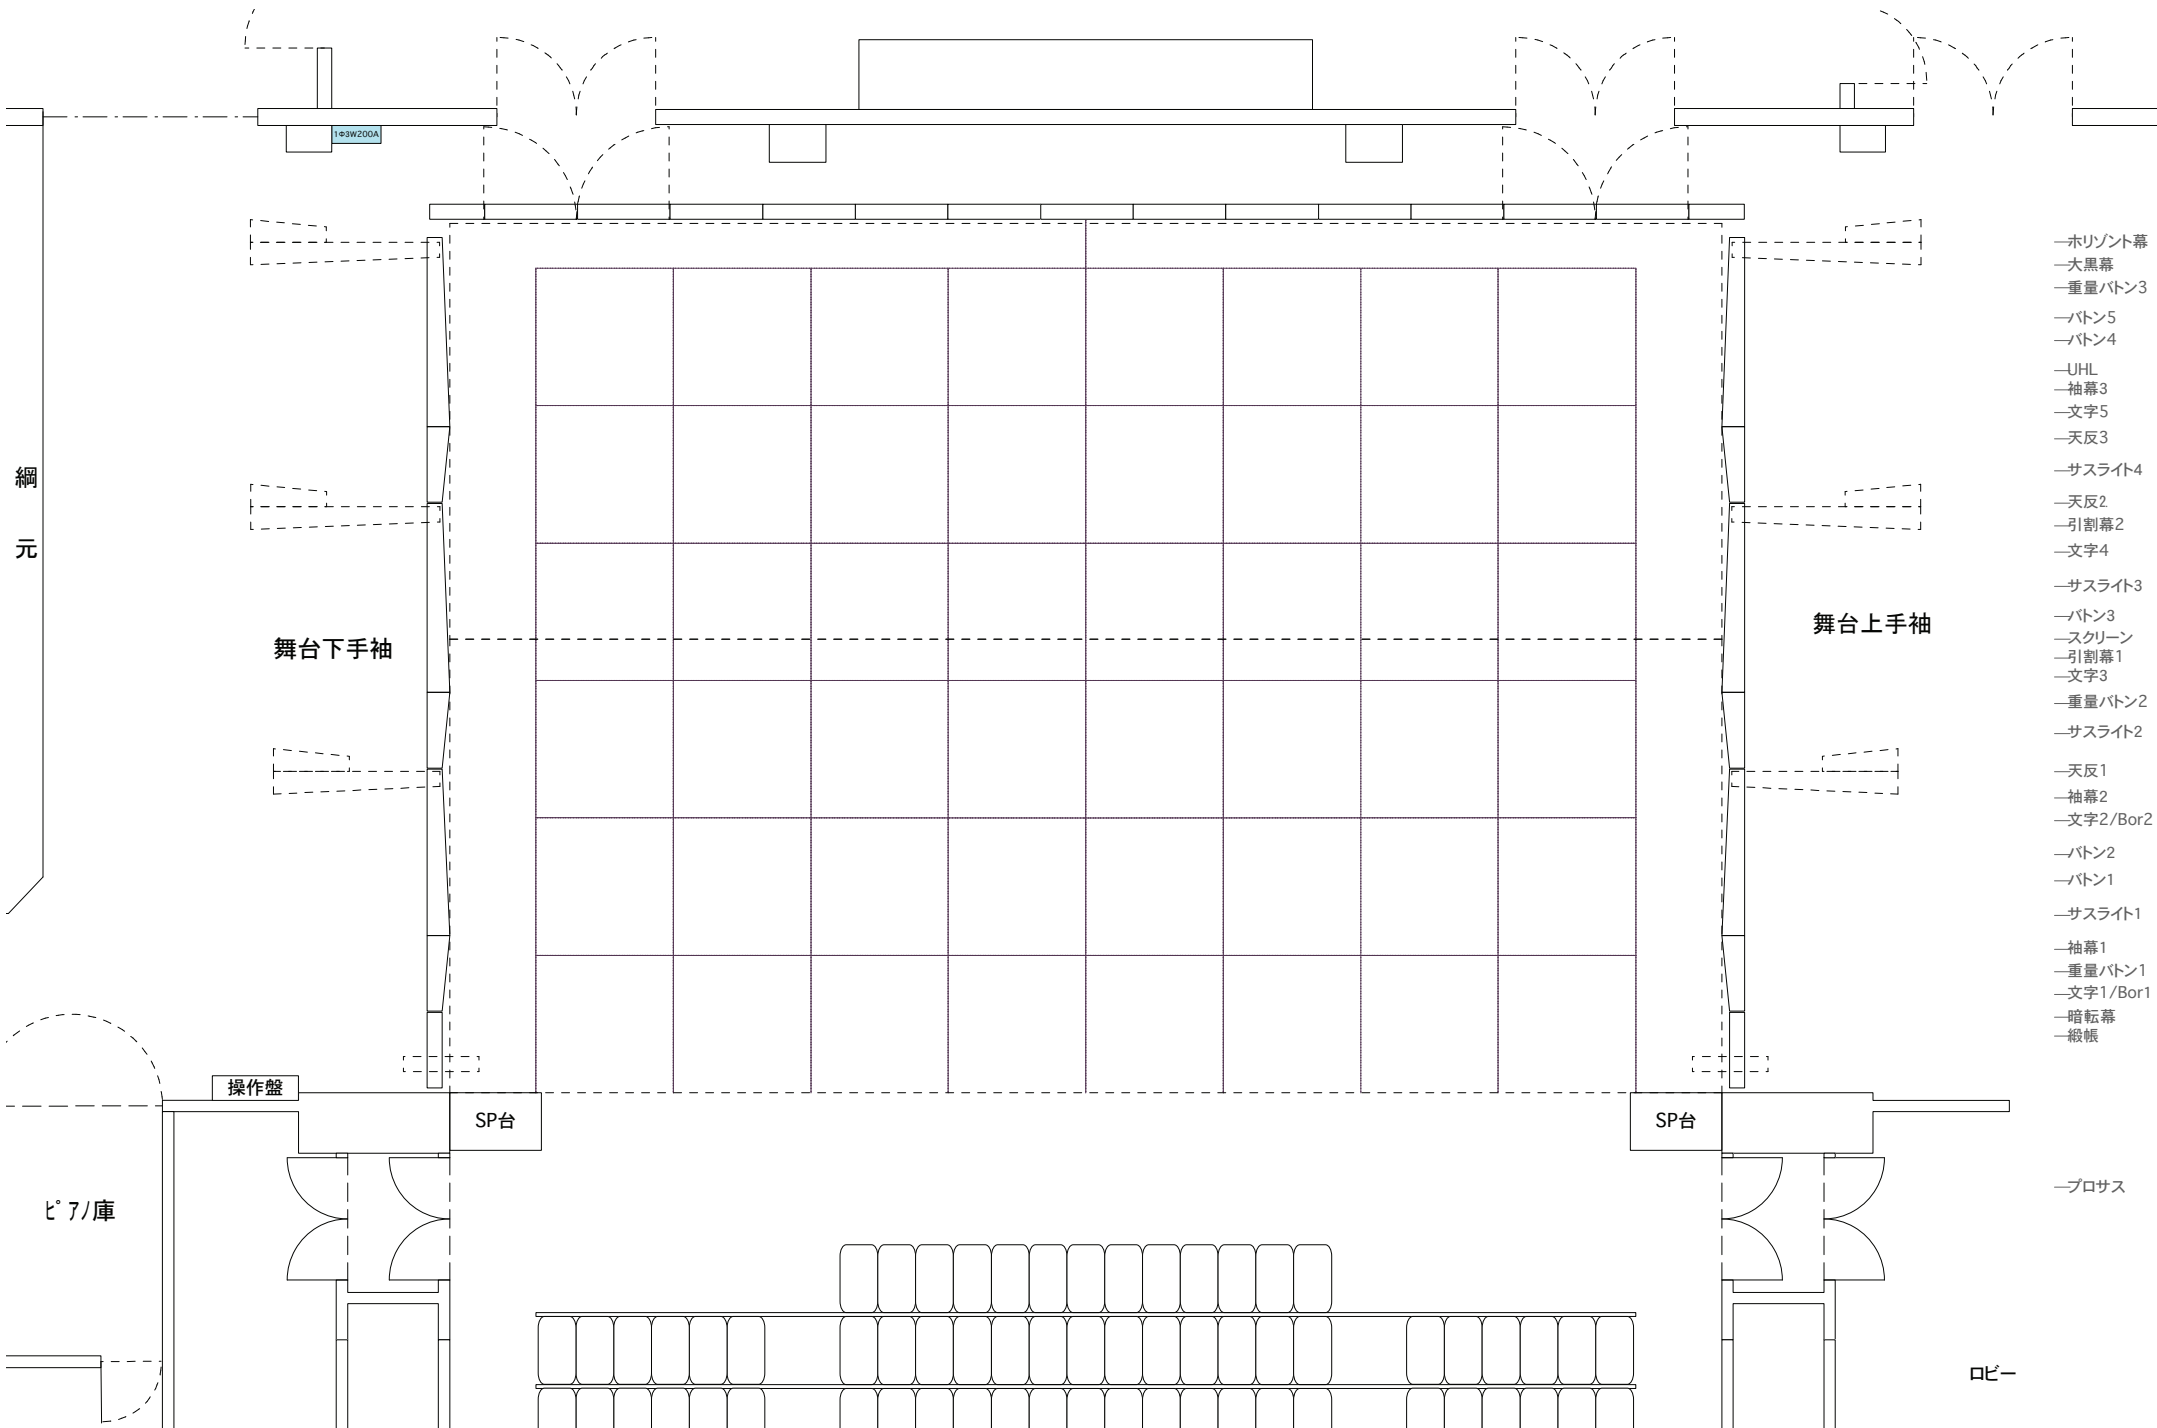 1Φ3W200A
ホリゾント幕
大黒幕
重量バトン3
バトン5
バトン4
UHL
袖幕3
文字5
天反3
サスライト4
天反2
引割幕2
文字4
サスライト3
バトン3
スクリーン
引割幕1
文字3
重量バトン2
サスライト2
天反1
袖幕2
文字2/Bor2
バトン2
バトン1
サスライト1
袖幕1
重量バトン1
文字1/Bor1
暗転幕
緞帳
プロサス
綱
元
舞台下手袖
舞台上手袖
操作盤
SP台
SP台
ピアノ庫
ロビー